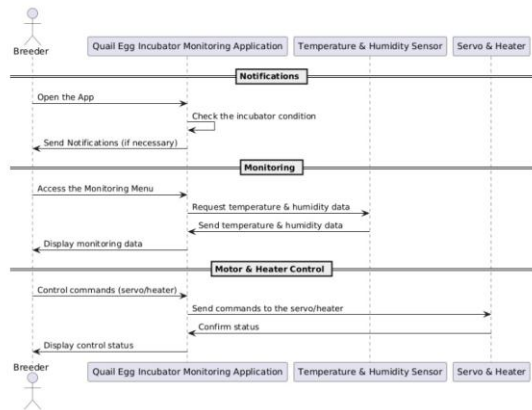 Breeder
Quail Egg Incubator Monitoring Application
Temperature & Humidity Sensor
Servo & Heater
Notifications
Open the App
Check the incubator condition
Send Notifications (if necessary)
Monitoring
Access the Monitoring Menu
Request temperature & humidity data
Send temperature & humidity data
Display monitoring data
Motor & Heater Control
Control commands (servo/heater)
Send commands to the servo/heater
Confirm status
Display control status
Breeder
Quail Egg Incubator Monitoring Application
Temperature & Humidity Sensor
Servo & Heater